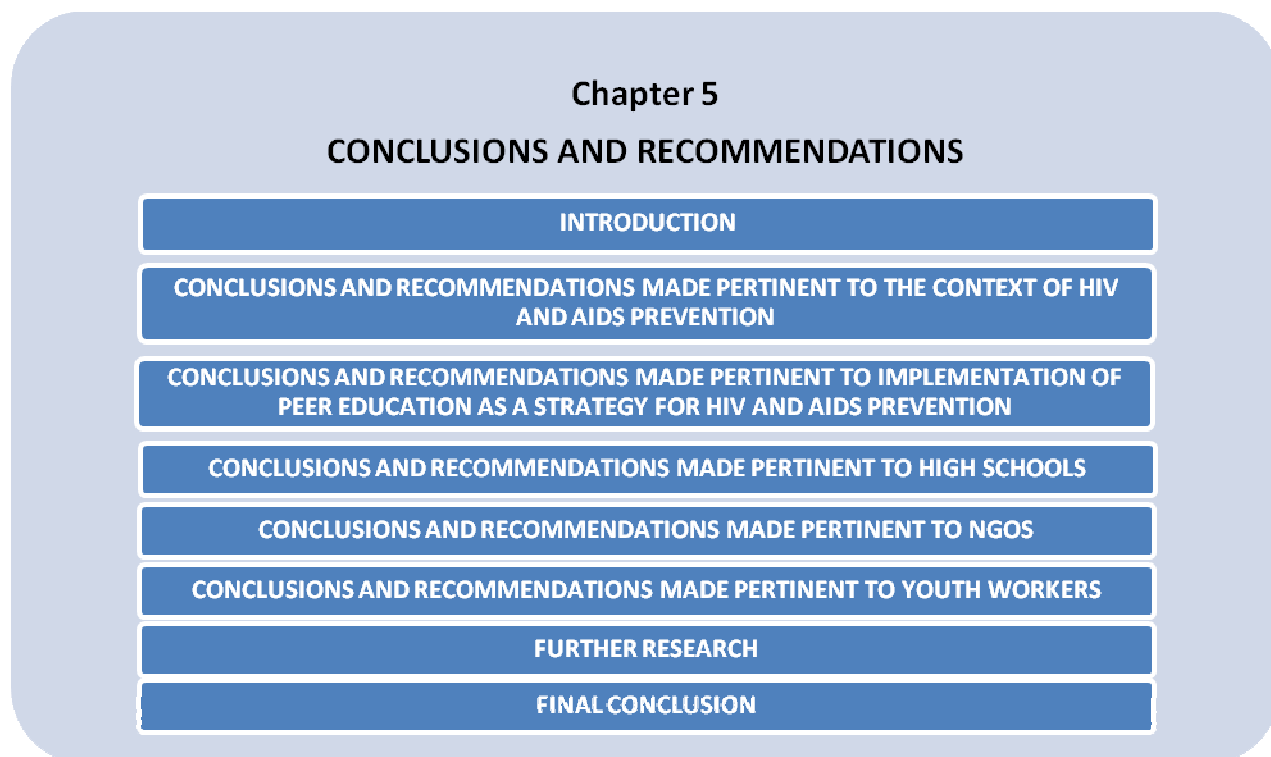 Chapter 5
CONCLUSIONS AND RECOMMENDATIONS
INTRODUCTION
CONCLUSIONS AND RECOMMENDATIONS MADE PERTINENT TO THE CONTEXT OF HIV
AND AIDS PREVENTION
CONCLUSIONS AND RECOMMENDATIONS MADE PERTINENT TO IMPLEMENTATION OF
PEER EDUCATION AS A STRATEGY FOR HIV AND AIDS PREVENTION
CONCLUSIONS AND RECOMMENDATIONS MADE PERTINENT TO HIGH SCHOOLS
CONCLUSIONS AND RECOMMENDATIONS MADE PERTINENT TO NGOS
CONCLUSIONS AND RECOMMENDATIONS MADE PERTINENT TO YOUTH WORKERS
FURTHER RESEARCH
FINAL CONCLUSION